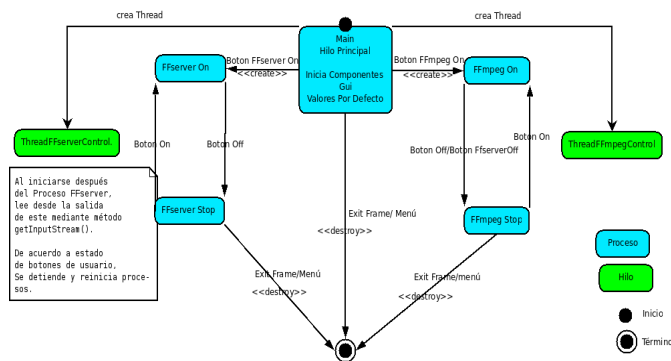 crea Thread
crea Thread
Main
Hilo Principal
Inicia Componentes
Gui
Valores Por Defecto
Boton FFserver On
<<create>>
Boton FFmpeg On
<<create>>
FFserver On
FFmpeg On
ThreadFFserverControl.
ThreadFFmpegControl
Boton On
Boton Off
Boton Off/Boton FfserverOff
Boton On
Al iniciarse después
del Proceso FFserver,
lee desde la salida
de este mediante método
getInputStream().
De acuerdo a estado
de botones de usuario,
Se detiende y reinicia proce-
sos.
FFserver Stop
FFmpeg Stop
Exit Frame/ Menú
<<destroy>>
Exit Frame/Menú
<<destroy>>
Exit Frame/menú
<<destroy>>
Proceso
Hilo
Inicio
Término